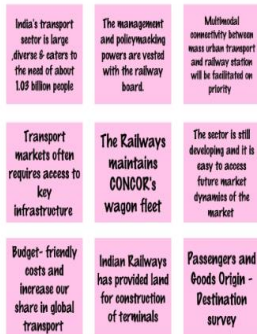 India's transport
sector is large
,diverse & caters to
the need of about
1.03 billion people
The management
and policymacking
powers are vested
with the railway
board.
Multimodal
connectivity between
mass urban transport
and railway station
will be facilitated on
priority
Transport
markets often
requires access to
key
infrastructure
The Railways
maintains
CONCOR's
wagon fleet
The sector is still
developing and it is
easy to access
future market
dynamics of the
market
Budget- friendly
costs and
increase our
share in global
transport
Indian Railways
has provided land
for construction
of terminals
Passengers and
Goods Origin -
Destination
survey